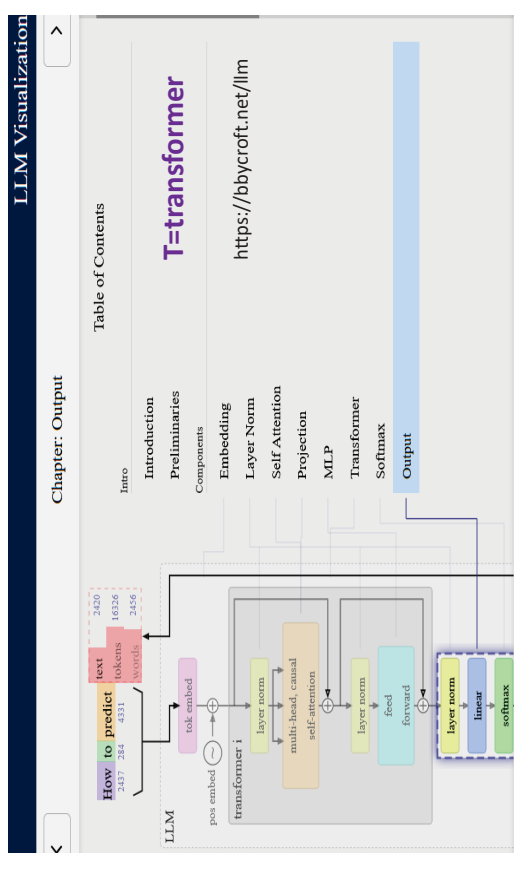 LLM Visualization
Chapter: Output
Table of Contents
Intro
Introduction
Preliminaries
Components
Embedding
Layer Norm
Self Attention
Projection
MLP
Transformer
Softmax
Output
T=transformer
https://bbycroft.net/llm
How to predict
2437 284 4331
text
tokens
words
2420
16326
2456
LLM
tok embed
pos embed
transformer i
layer norm
multi-head, causal
self-attention
layer norm
feed
forward
layer norm
linear
softmax